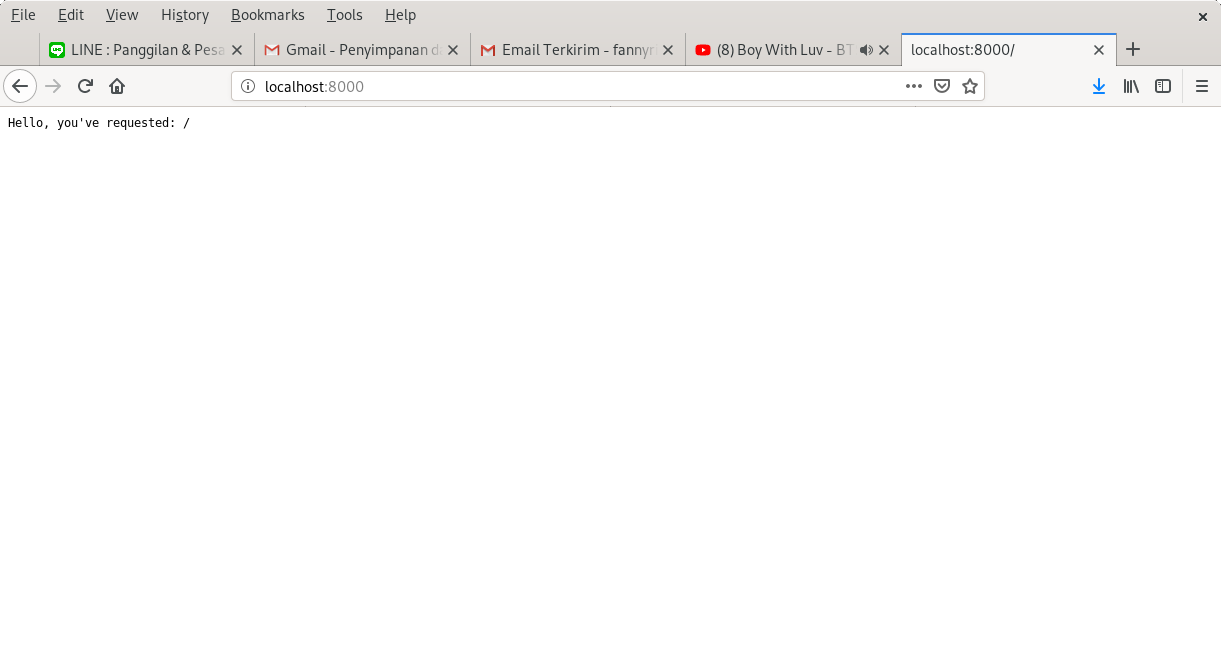 File Edit View History Bookmarks Tools Help
LINE : Panggilan & Pesa Gmail - Penyimpanan d Email Terkirim - fannyr (8) Boy With Luv - BT localhost:8000/
localhost:8000
Hello, you've requested: /